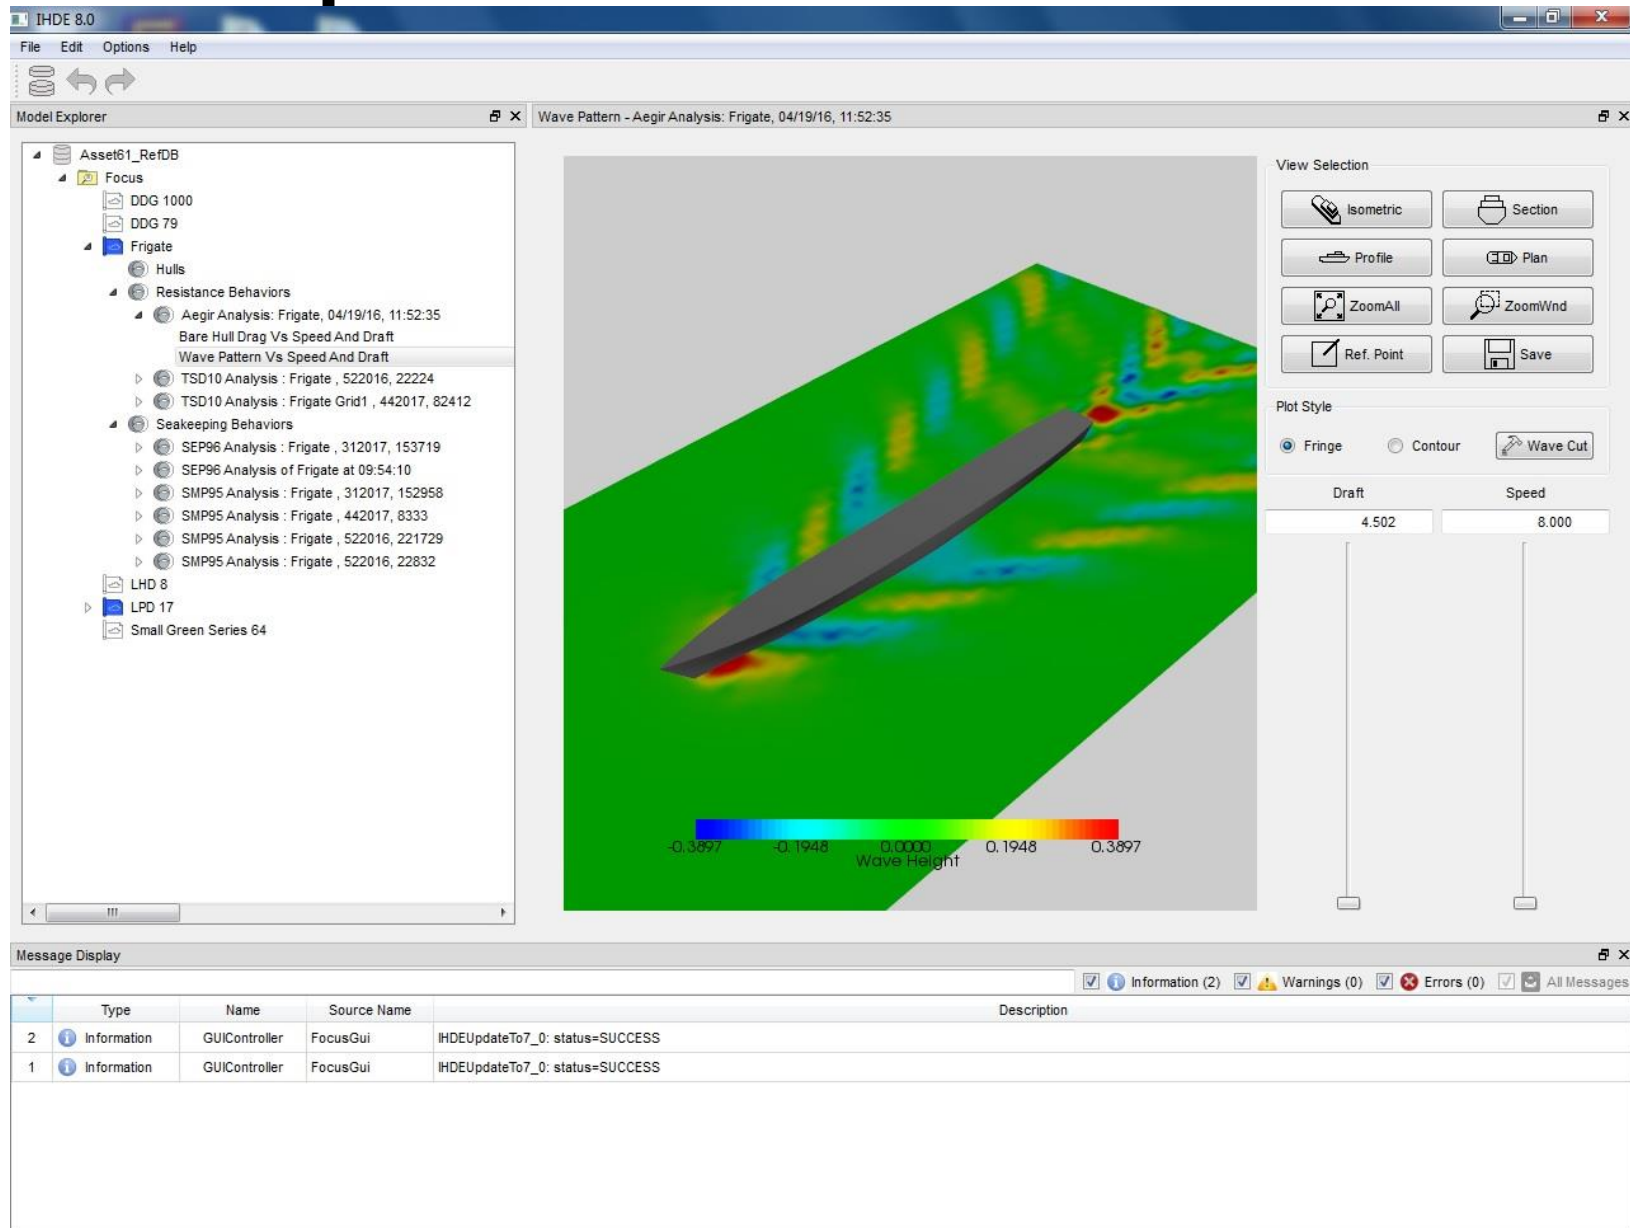 IHDE 8.0
File Edit Options Help
Model Explorer
Wave Pattern - Aegir Analysis: Frigate, 04/19/16, 11:52:35
Asset61_RefDB
Focus
DDG 1000
DDG 79
Frigate
Hulls
Resistance Behaviors
Aegir Analysis: Frigate, 04/19/16, 11:52:35
Bare Hull Drag Vs Speed And Draft
Wave Pattern Vs Speed And Draft
TSD10 Analysis : Frigate , 522016, 22224
TSD10 Analysis : Frigate Grid1 , 442017, 82412
Seakeeping Behaviors
SEP96 Analysis : Frigate , 312017, 153719
SEP96 Analysis of Frigate at 09:54:10
SMP95 Analysis : Frigate , 312017, 152958
SMP95 Analysis : Frigate , 442017, 8333
SMP95 Analysis : Frigate , 522016, 221729
SMP95 Analysis : Frigate , 522016, 22832
LHD 8
LPD 17
Small Green Series 64
-0.3897 -0.1948 0.0000 0.1948 0.3897
Wave Height
View Selection
Isometric Section
Profile Plan
ZoomAll ZoomWnd
Ref. Point Save
Plot Style
Fringe Contour Wave Cut
Draft Speed
4.502 8.000
Message Display
Information (2) Warnings (0) Errors (0) All Messages
Type Name Source Name Description
2 Information GUIController FocusGui IHDEUpdateTo7_0: status=SUCCESS
1 Information GUIController FocusGui IHDEUpdateTo7_0: status=SUCCESS